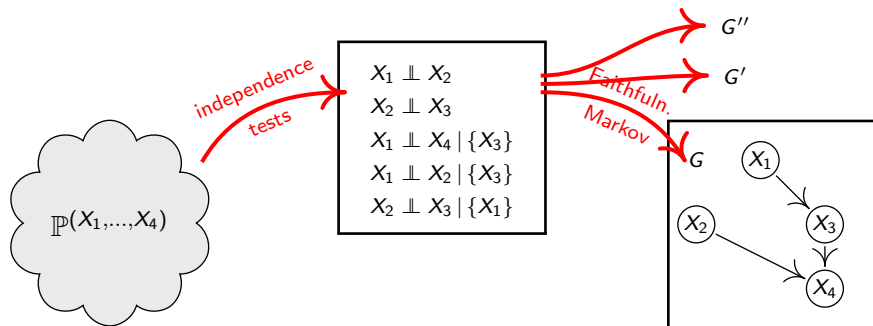 ℙ^(X₁,...,X₄)
independence
tests
X₁ ⫫ X₂
X₂ ⫫ X₃
X₁ ⫫ X₄ | {X₃}
X₁ ⫫ X₂ | {X₃}
X₂ ⫫ X₃ | {X₁}
Faithfuln.
Markov
G''
G'
G
X₁
X₂
X₃
X₄